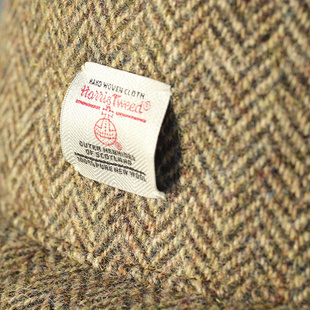 HAND WOVEN CLOTH
Harris Tweed®
OUTER HEBRIDES
OF SCOTLAND
100% PURE NEW WOOL